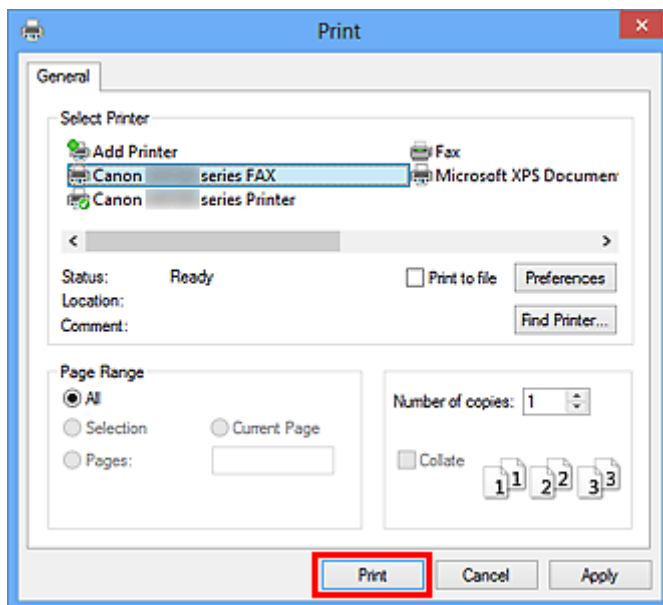 Print
General
Select Printer
Add Printer
Fax
Canon series FAX
Microsoft XPS Documen
Canon series Printer
Status: Ready
Print to file
Preferences
Location:
Comment:
Find Printer...
Page Range
All
Number of copies: 1
Selection
Current Page
Pages:
Collate
1 1 2 2 3 3
Print
Cancel
Apply